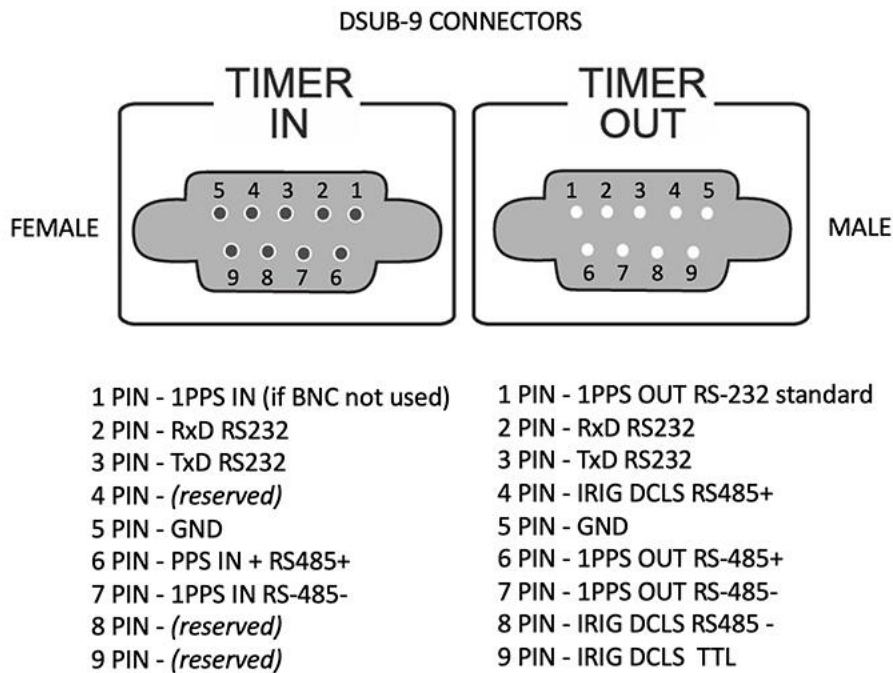 DSUB-9 CONNECTORS
TIMER
IN
TIMER
OUT
5 4 3 2 1
9 8 7 6
1 2 3 4 5
6 7 8 9
FEMALE
MALE
1 PIN - 1PPS IN (if BNC not used)
2 PIN - RxD RS232
3 PIN - TxD RS232
4 PIN - (reserved)
5 PIN - GND
6 PIN - PPS IN + RS485+
7 PIN - 1PPS IN RS-485-
8 PIN - (reserved)
9 PIN - (reserved)
1 PIN - 1PPS OUT RS-232 standard
2 PIN - RxD RS232
3 PIN - TxD RS232
4 PIN - IRIG DCLS RS485+
5 PIN - GND
6 PIN - 1PPS OUT RS-485+
7 PIN - 1PPS OUT RS-485-
8 PIN - IRIG DCLS RS485 -
9 PIN - IRIG DCLS TTL